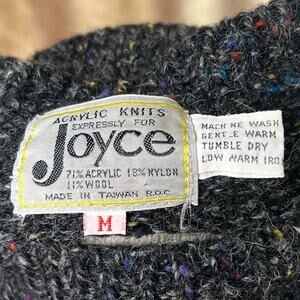 ACRYLIC KNITS
EXPRESSLY FOR
Joyce
71% ACRYLIC 18% NYLON
11% WOOL
MADE IN TAIWAN R.O.C.
M
MACHINE WASH
GENTLE WARM
TUMBLE DRY
LOW WARM IRO